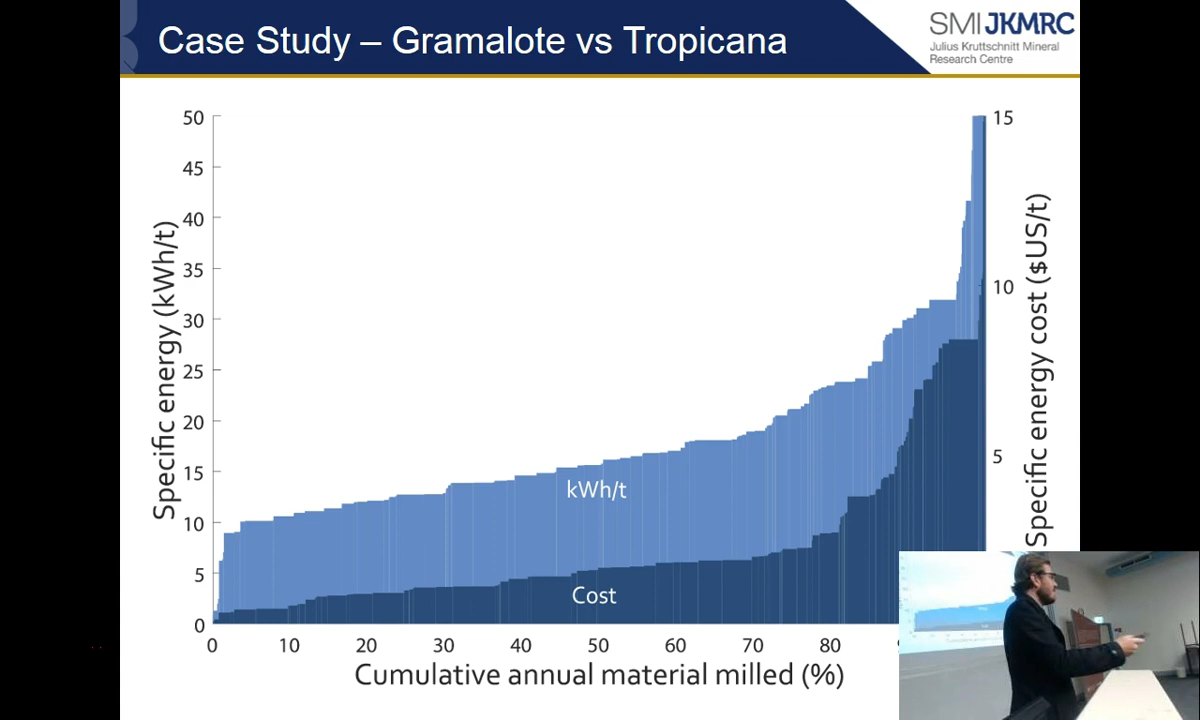 Case Study – Gramalote vs Tropicana
SMI JKMRC
Julius Kruttschnitt Mineral
Research Centre
50
45
40
35
30
25
20
15
10
5
0
Specific energy (kWh/t)
15
10
5
Specific energy cost ($US/t)
kWh/t
Cost
0 10 20 30 40 50 60 70 80
Cumulative annual material milled (%)